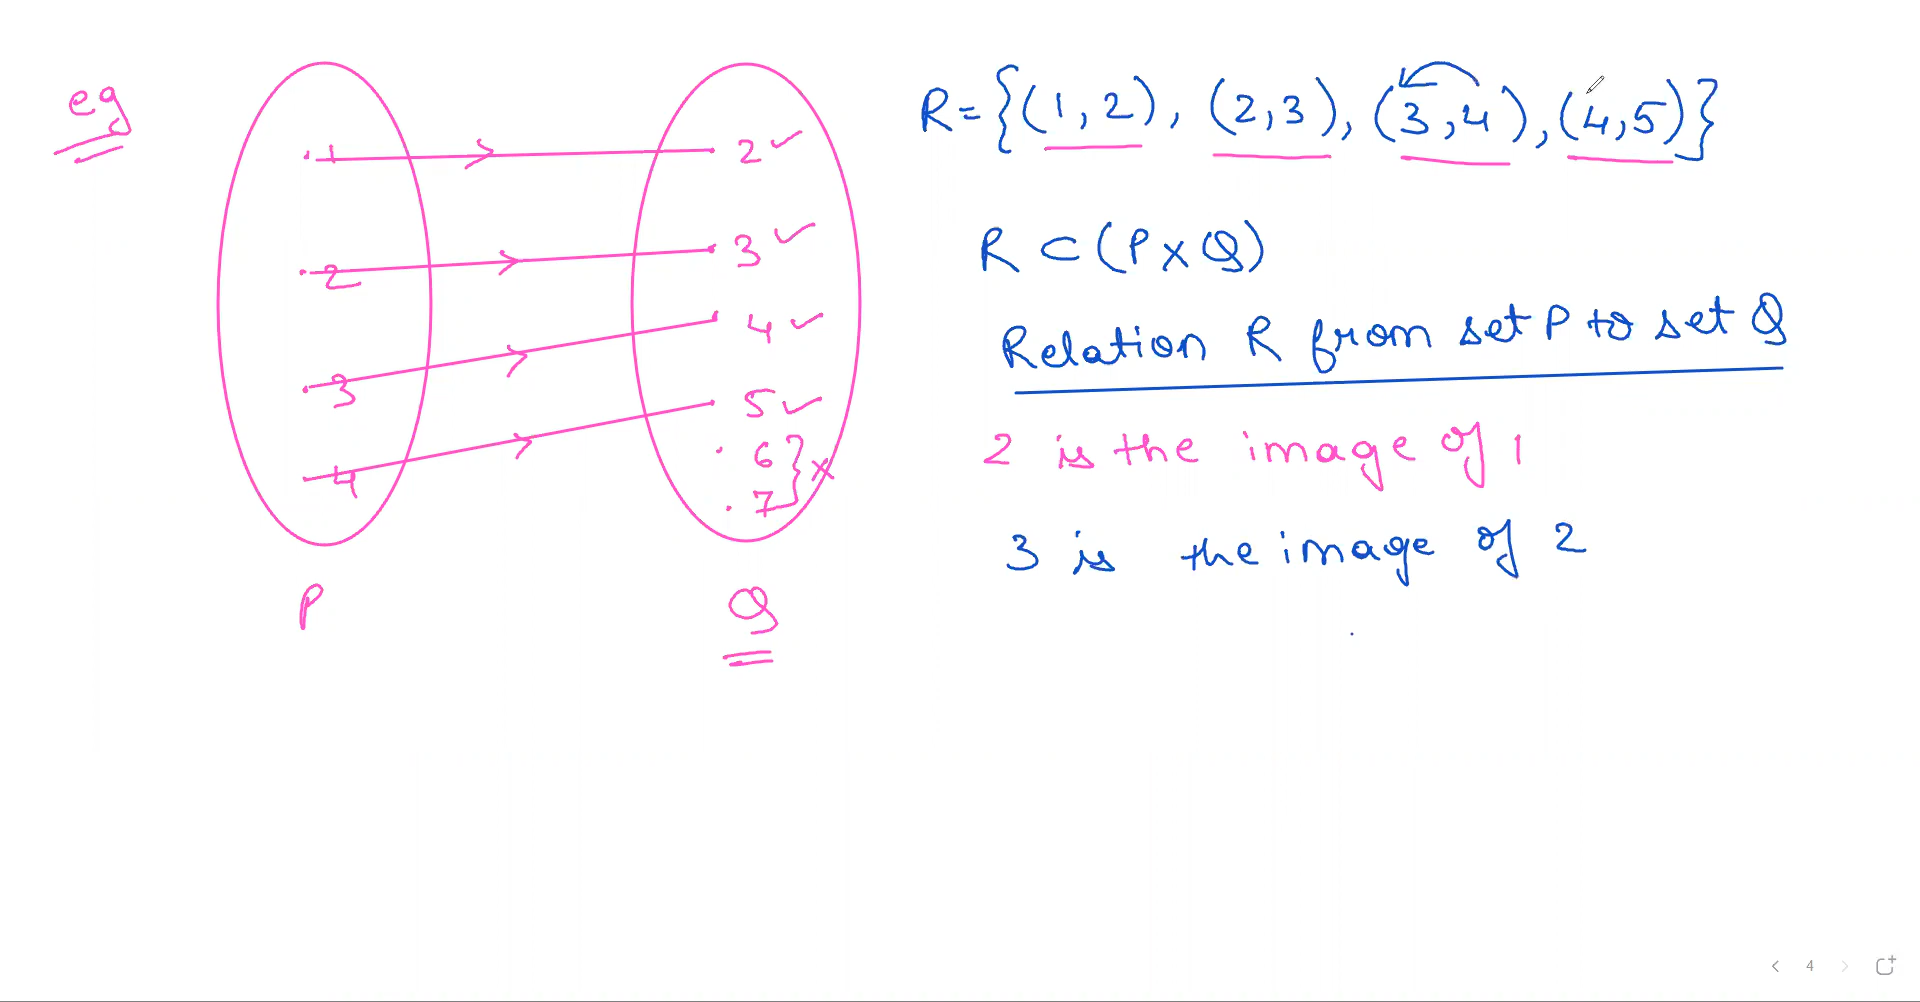 eg
R = {(1, 2), (2,3), (3,4), (4,5)}
1
2
3
4
2 ✓
3 ✓
4 ✓
5 ✓
6
7 } ×
P
Q
R ⊂ (P × Q)
Relation R from set P to set Q
2 is the image of 1
3 is the image of 2
4